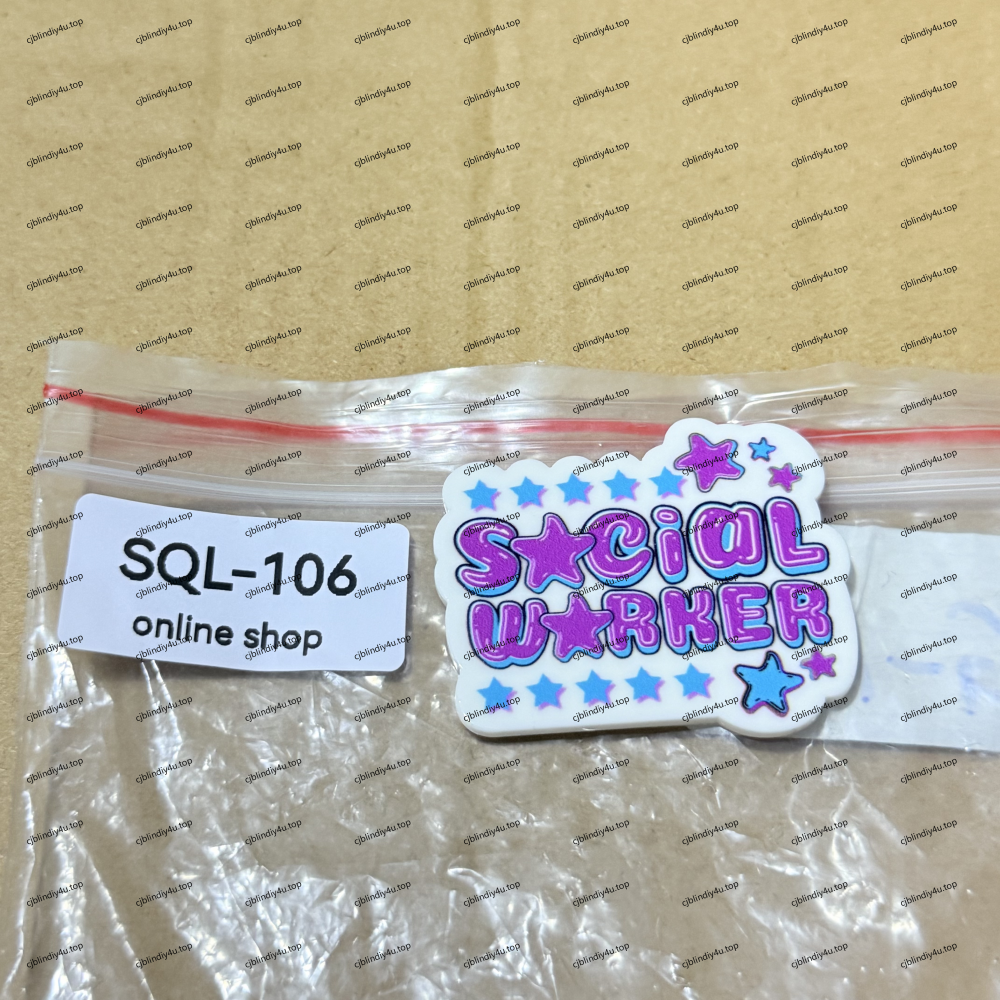 SQL-106
online shop
SOCIAL
WORKER
cjblindiy4u.top